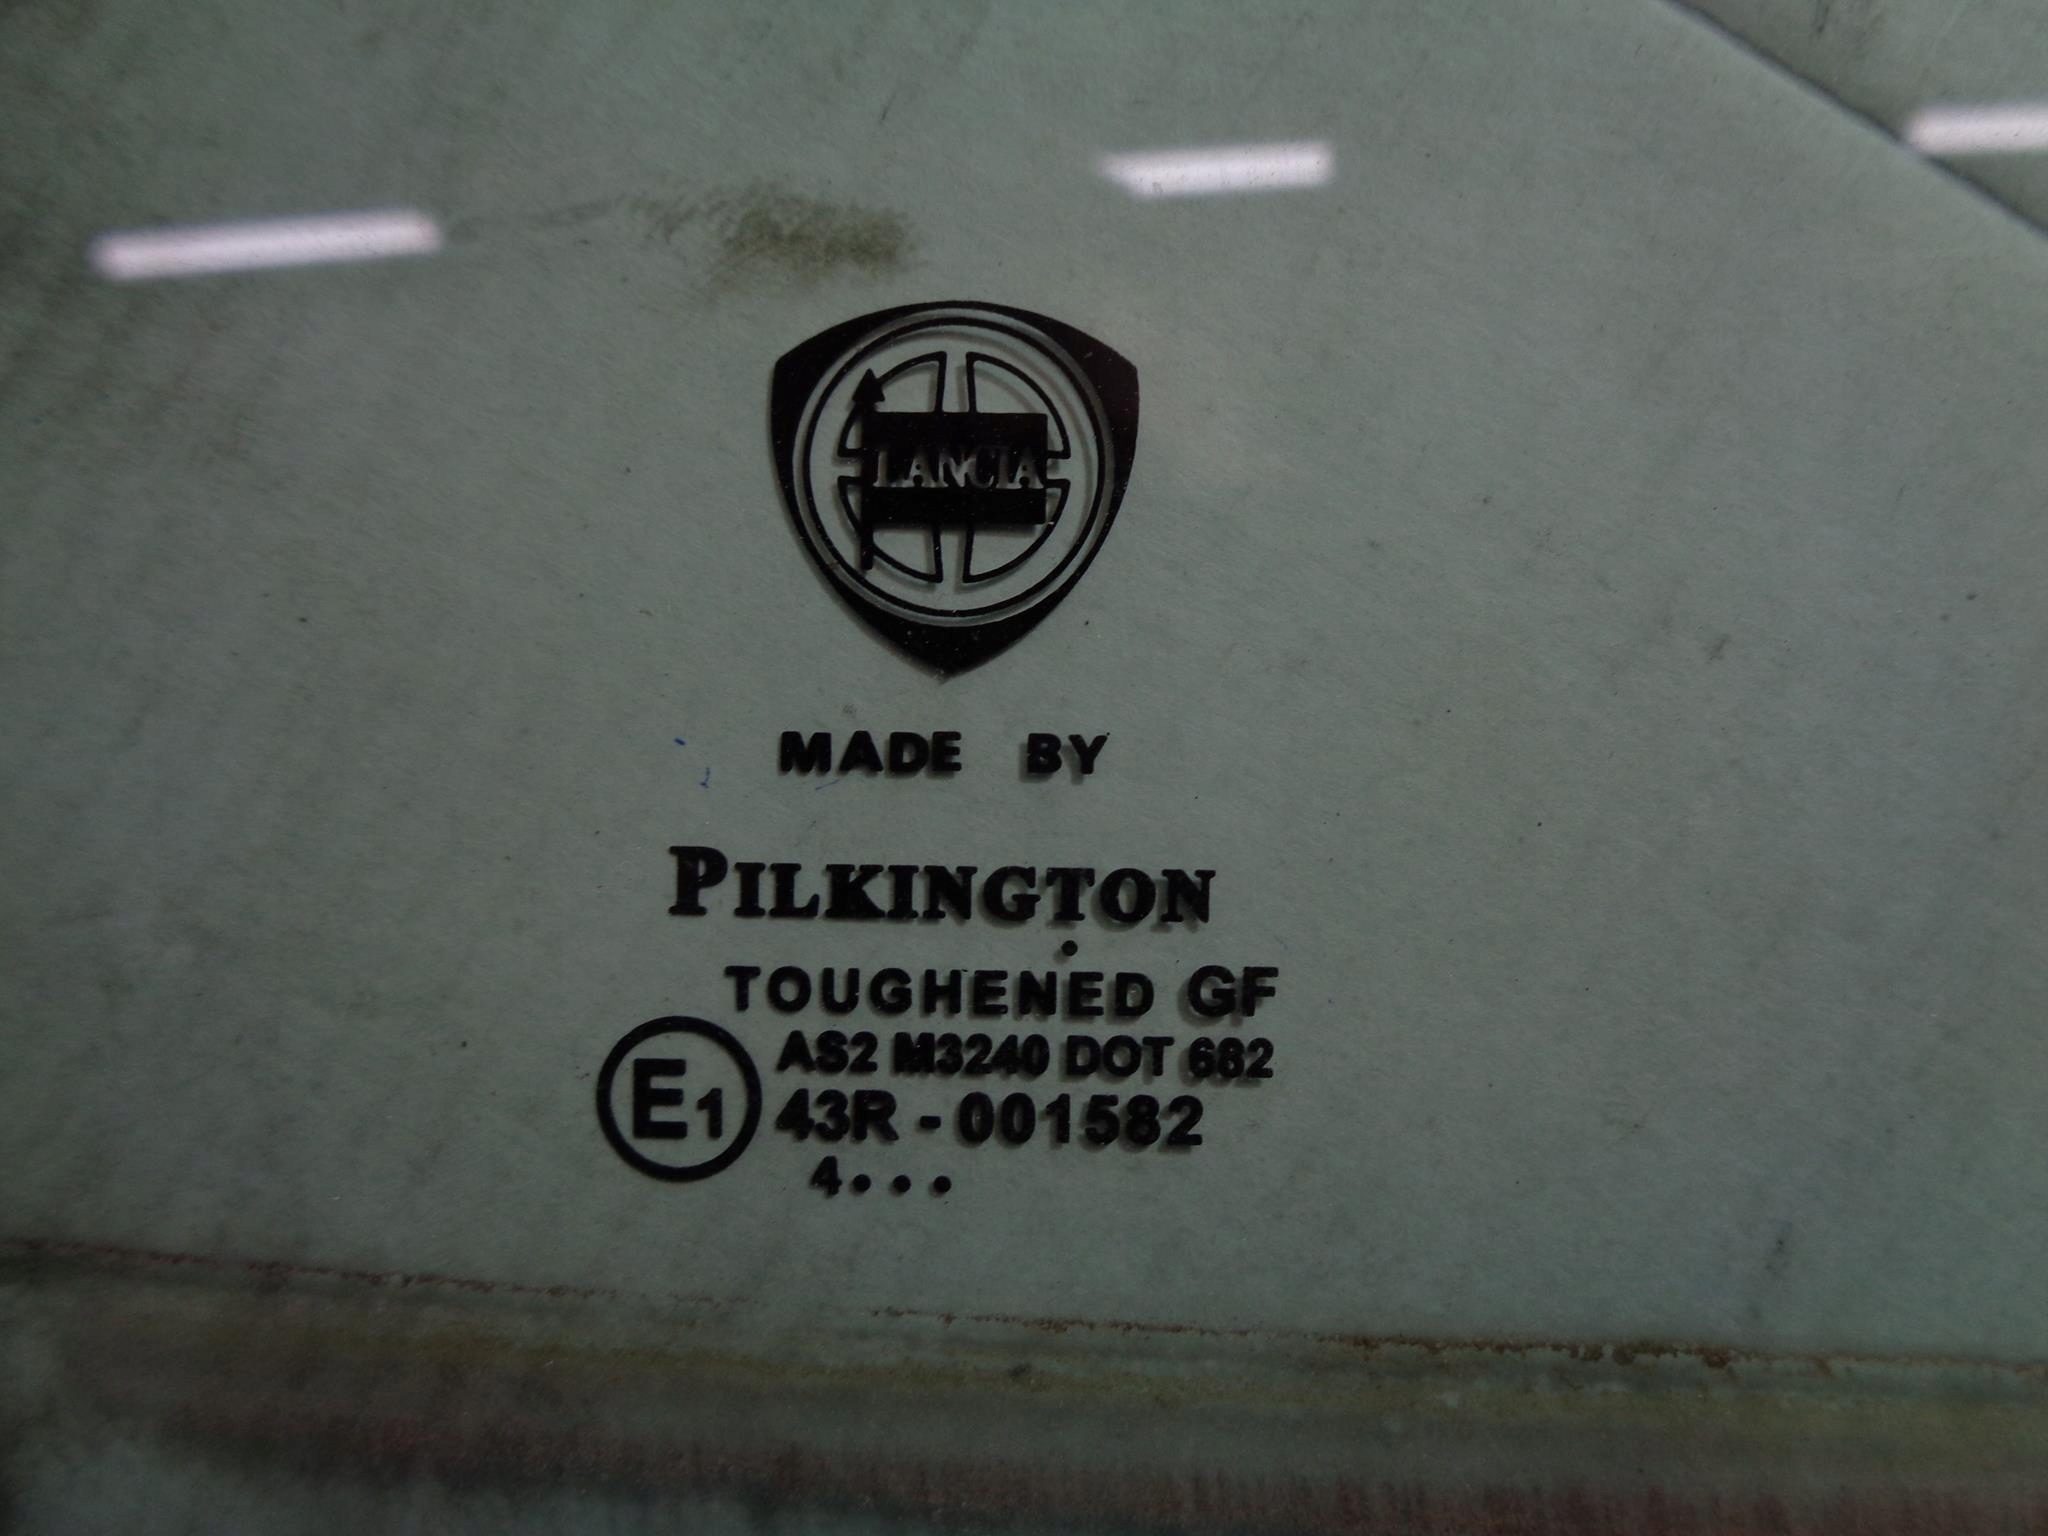 LANCIA
MADE BY
PILKINGTON
.
TOUGHENED GF
AS2 M3240 DOT 682
E1 43R - 001582
4...